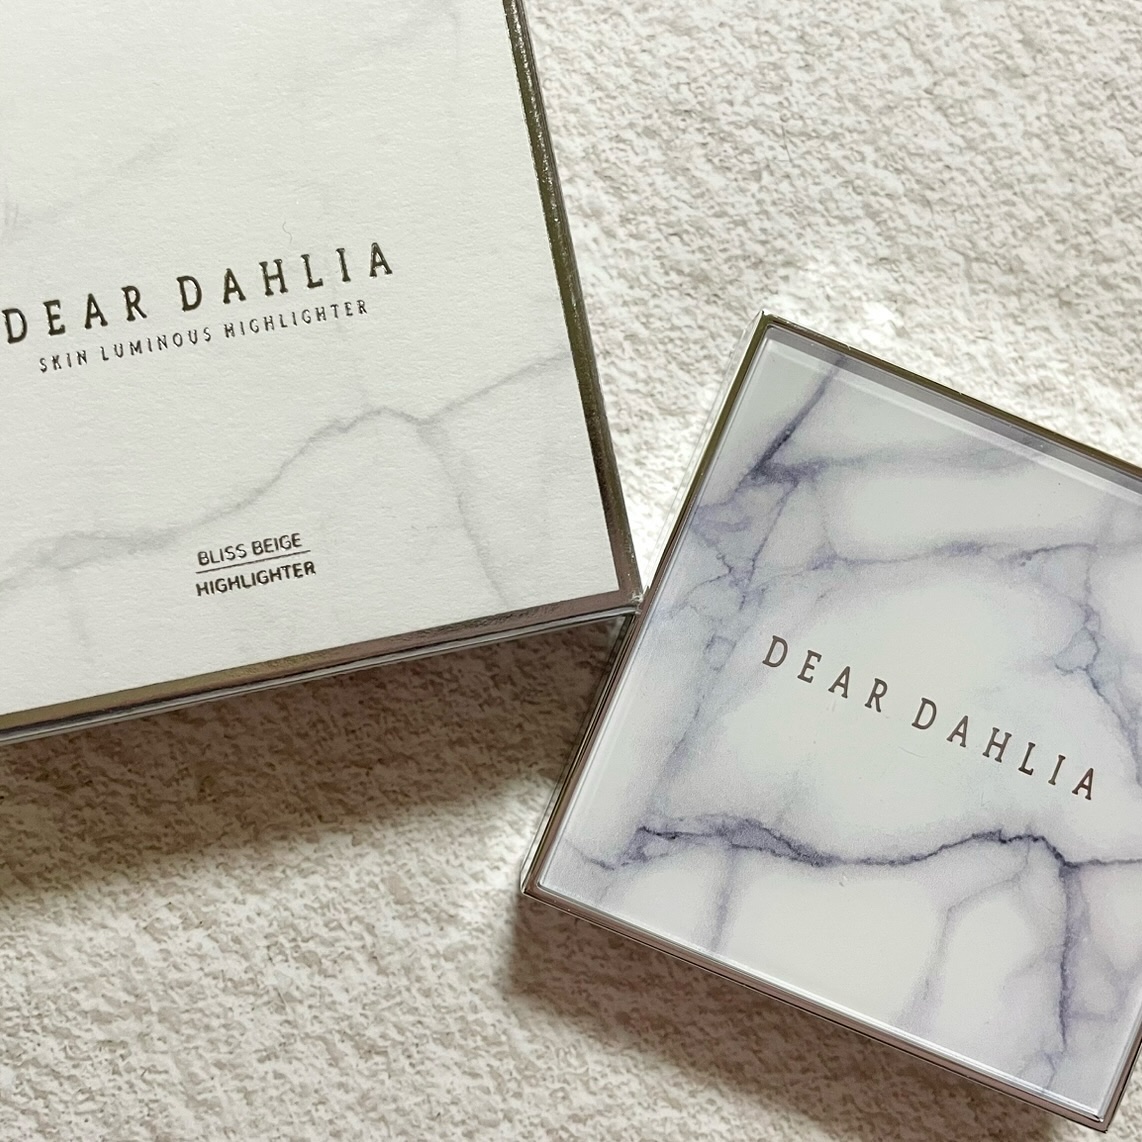 DEAR DAHLIA
SKIN LUMINOUS HIGHLIGHTER
BLISS BEIGE
HIGHLIGHTER
DEAR DAHLIA